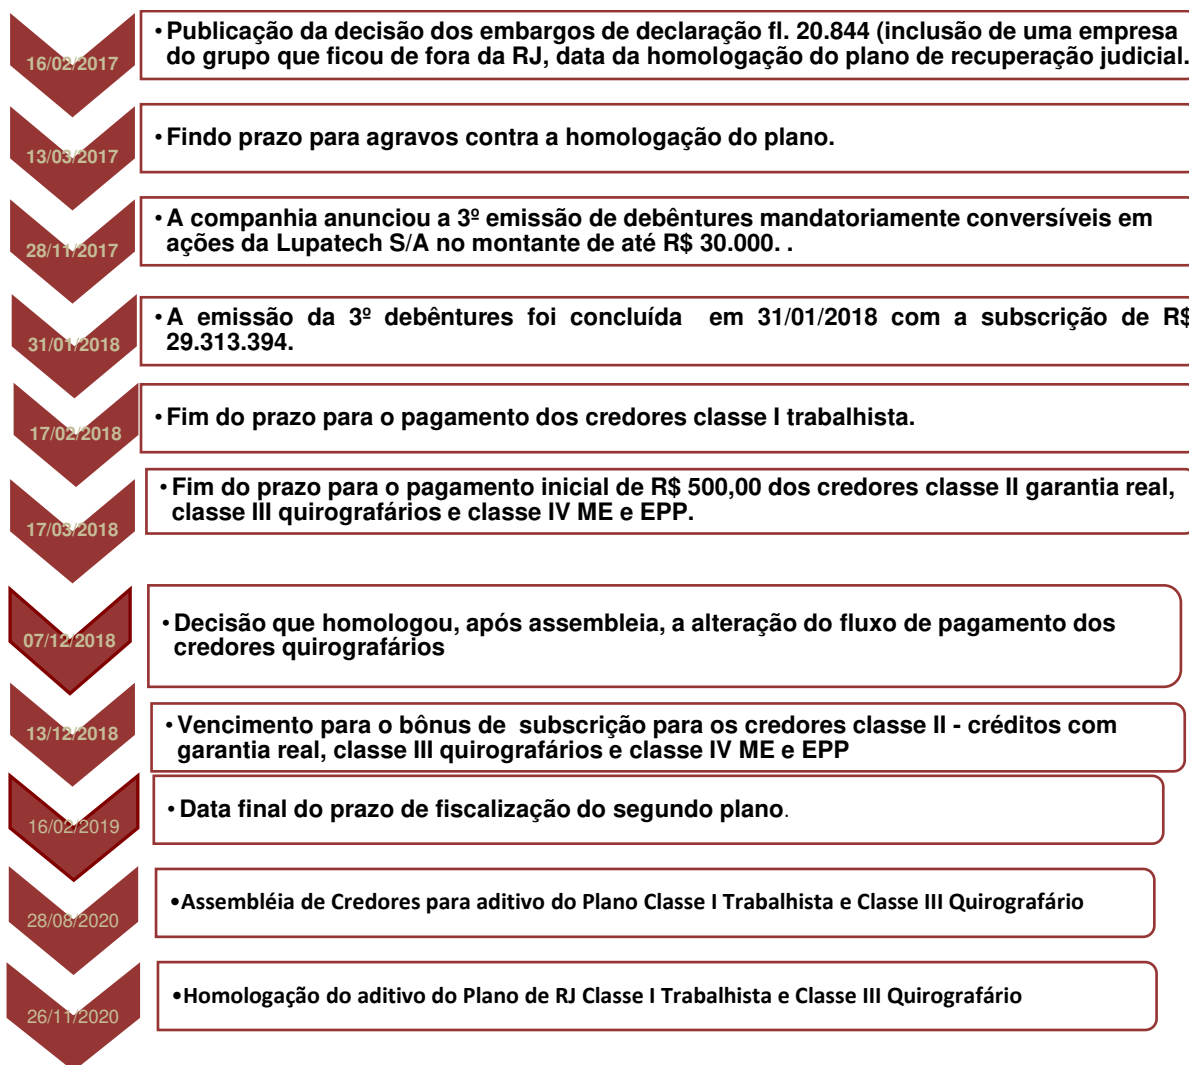 16/02/2017
• Publicação da decisão dos embargos de declaração fl. 20.844 (inclusão de uma empresa
do grupo que ficou de fora da RJ, data da homologação do plano de recuperação judicial.
13/03/2017
• Findo prazo para agravos contra a homologação do plano.
28/11/2017
• A companhia anunciou a 3º emissão de debêntures mandatoriamente conversíveis em
ações da Lupatech S/A no montante de até R$ 30.000. .
31/01/2018
• A emissão da 3º debêntures foi concluída em 31/01/2018 com a subscrição de R$
29.313.394.
17/02/2018
• Fim do prazo para o pagamento dos credores classe I trabalhista.
17/03/2018
• Fim do prazo para o pagamento inicial de R$ 500,00 dos credores classe II garantia real,
classe III quirografários e classe IV ME e EPP.
07/12/2018
• Decisão que homologou, após assembleia, a alteração do fluxo de pagamento dos
credores quirografários
13/12/2018
• Vencimento para o bônus de subscrição para os credores classe II - créditos com
garantia real, classe III quirografários e classe IV ME e EPP
16/02/2019
• Data final do prazo de fiscalização do segundo plano.
28/08/2020
•Assembléia de Credores para aditivo do Plano Classe I Trabalhista e Classe III Quirografário
26/11/2020
•Homologação do aditivo do Plano de RJ Classe I Trabalhista e Classe III Quirografário